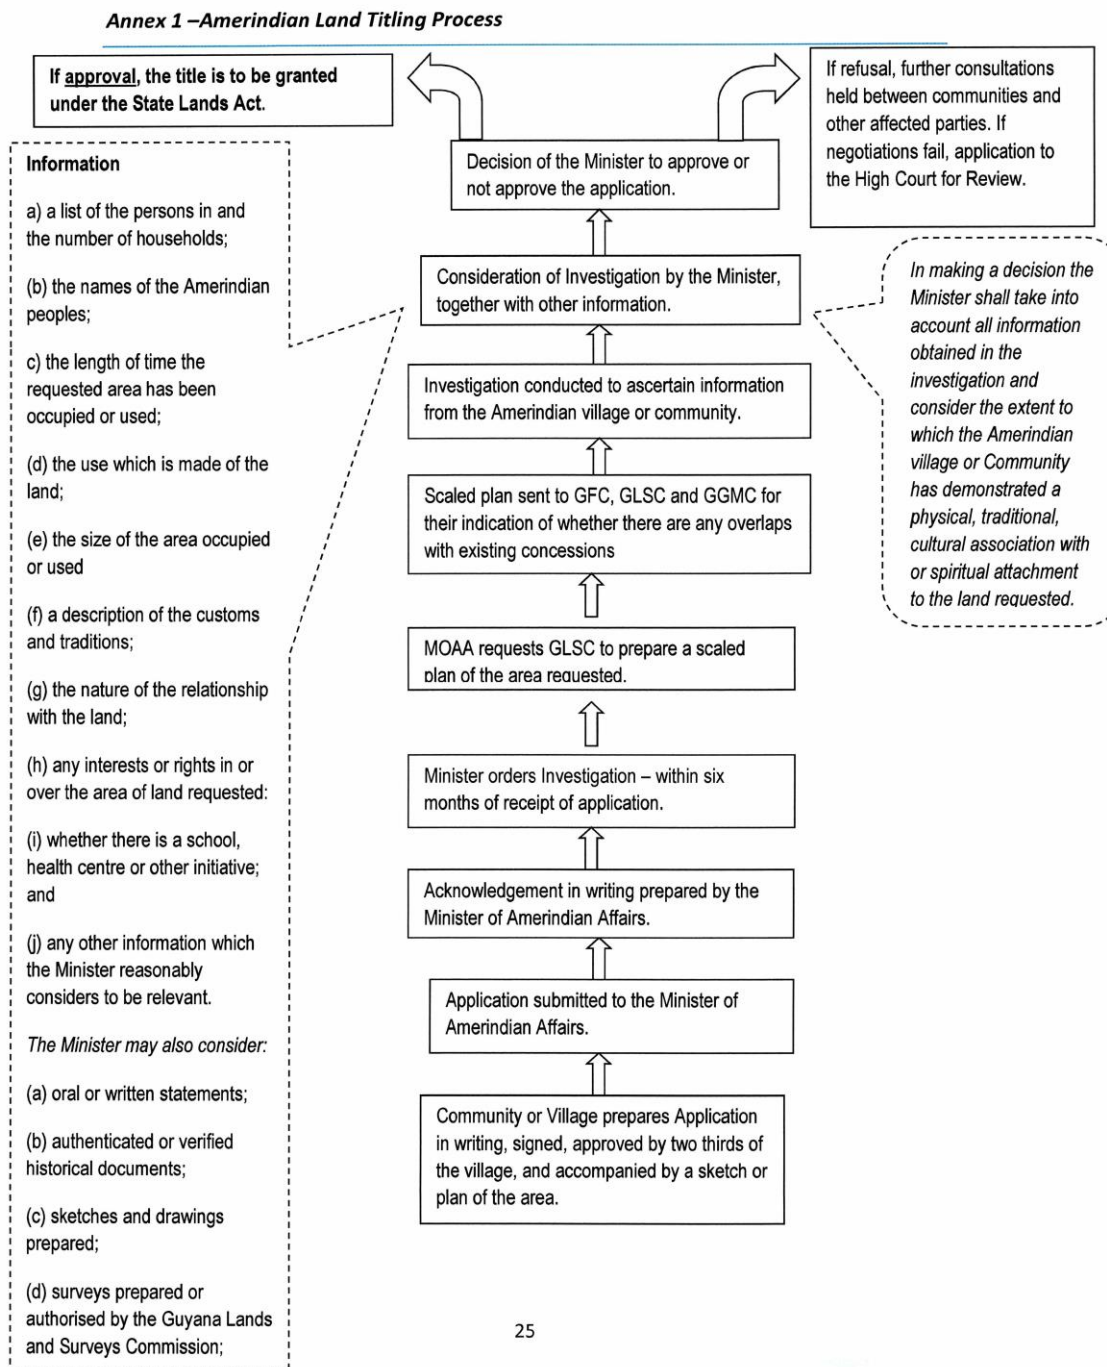 Annex 1 –Amerindian Land Titling Process
If approval, the title is to be granted
under the State Lands Act.
If refusal, further consultations
held between communities and
other affected parties. If
negotiations fail, application to
the High Court for Review.
Decision of the Minister to approve or
not approve the application.
Information
a) a list of the persons in and
the number of households;
(b) the names of the Amerindian
peoples;
c) the length of time the
requested area has been
occupied or used;
(d) the use which is made of the
land;
(e) the size of the area occupied
or used
(f) a description of the customs
and traditions;
(g) the nature of the relationship
with the land;
(h) any interests or rights in or
over the area of land requested:
(i) whether there is a school,
health centre or other initiative;
and
(j) any other information which
the Minister reasonably
considers to be relevant.
The Minister may also consider:
(a) oral or written statements;
(b) authenticated or verified
historical documents;
(c) sketches and drawings
prepared;
(d) surveys prepared or
authorised by the Guyana Lands
and Surveys Commission;
Consideration of Investigation by the Minister,
together with other information.
In making a decision the
Minister shall take into
account all information
obtained in the
investigation and
consider the extent to
which the Amerindian
village or Community
has demonstrated a
physical, traditional,
cultural association with
or spiritual attachment
to the land requested.
Investigation conducted to ascertain information
from the Amerindian village or community.
Scaled plan sent to GFC, GLSC and GGMC for
their indication of whether there are any overlaps
with existing concessions
MOAA requests GLSC to prepare a scaled
plan of the area requested.
Minister orders Investigation – within six
months of receipt of application.
Acknowledgement in writing prepared by the
Minister of Amerindian Affairs.
Application submitted to the Minister of
Amerindian Affairs.
Community or Village prepares Application
in writing, signed, approved by two thirds of
the village, and accompanied by a sketch or
plan of the area.
25